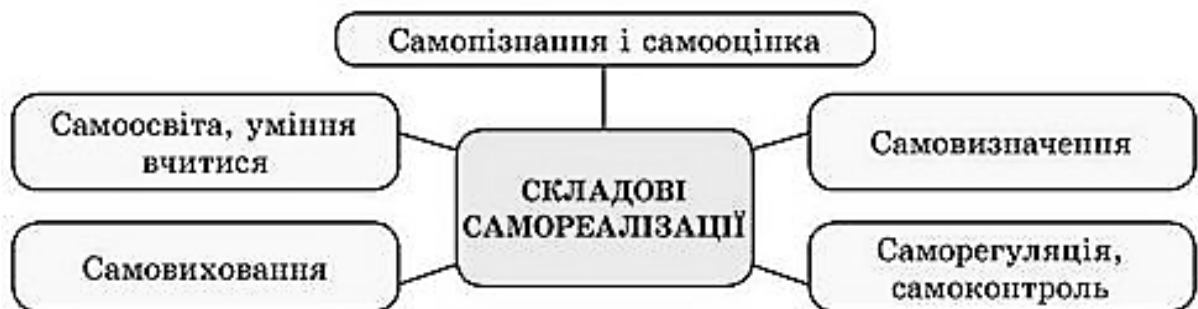 Самопізнання і самооцінка
Самоосвіта, уміння
вчитися
Самовизначення
СКЛАДОВІ
САМОРЕАЛІЗАЦІЇ
Самовиховання
Саморегуляція,
самоконтроль